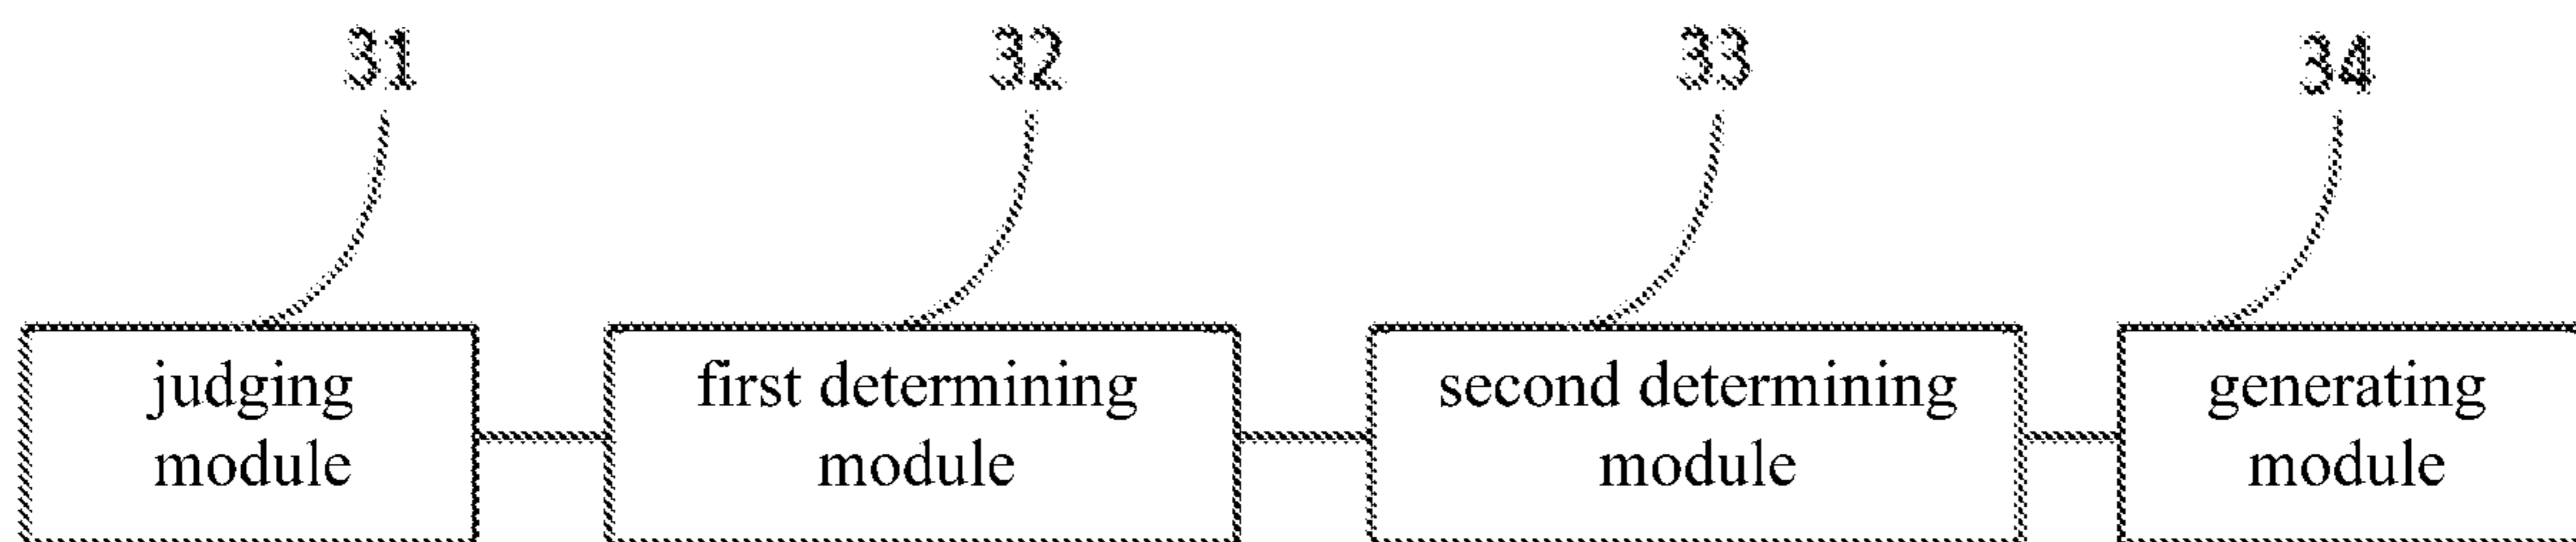 31 32 33 34
judging first determining second determining generating
module module module module